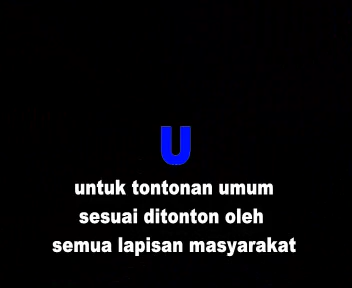 U
untuk tontonan umum
sesuai ditonton oleh
semua lapisan masyarakat